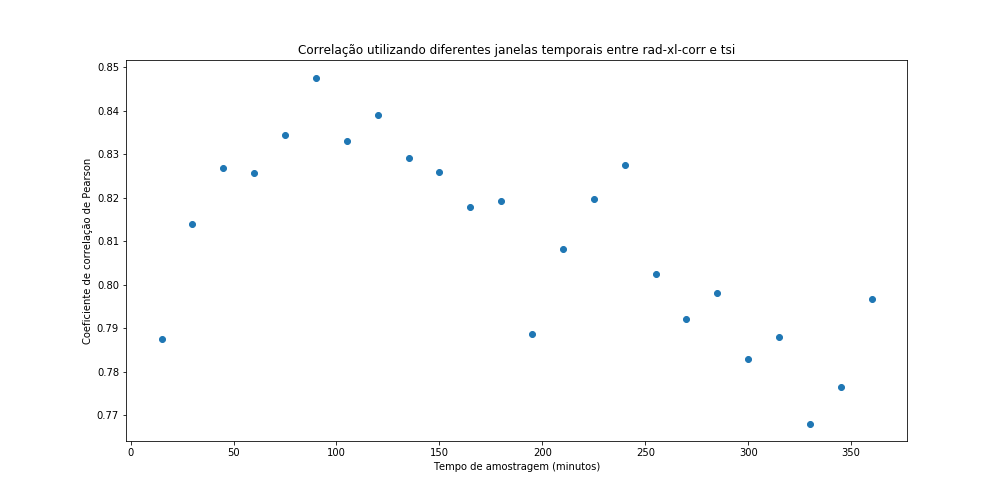 Correlação utilizando diferentes janelas temporais entre rad-xl-corr e tsi
0.85
0.84
0.83
0.82
0.81
0.80
0.79
0.78
0.77
Coeficiente de correlação de Pearson
0 50 100 150 200 250 300 350
Tempo de amostragem (minutos)